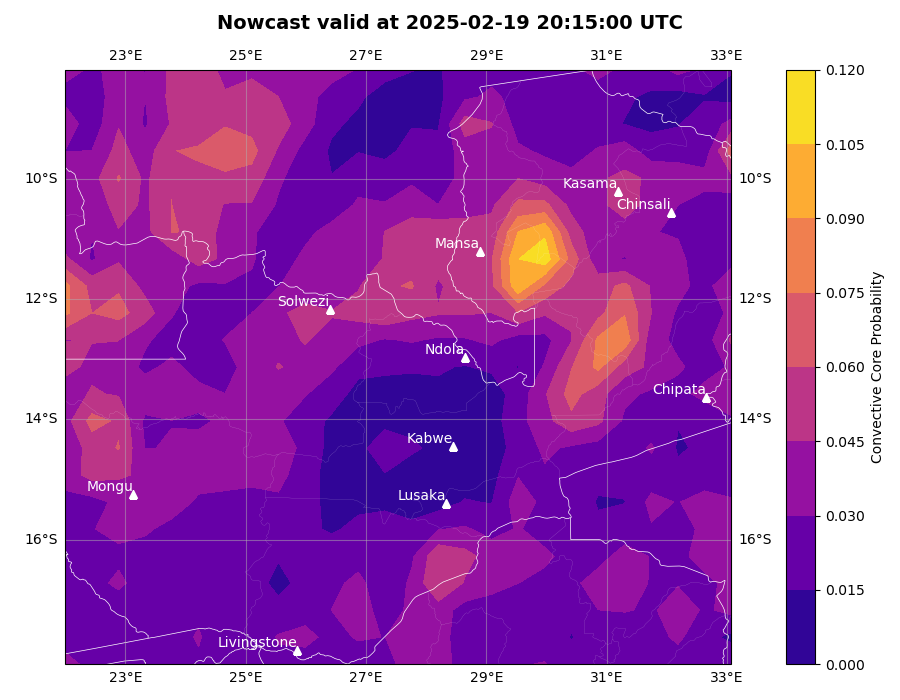 Nowcast valid at 2025-02-19 20:15:00 UTC
23°E 25°E 27°E 29°E 31°E 33°E
0.120
0.105
10°S Kasama 10°S
Chinsali
0.090
Mansa
0.075
12°S Solwezi 12°S
Ndola
0.060
Chipata
14°S 14°S
Kabwe
0.045
Mongu
Lusaka
0.030
16°S 16°S
0.015
Livingstone
0.000
23°E 25°E 27°E 29°E 31°E 33°E
Convective Core Probability